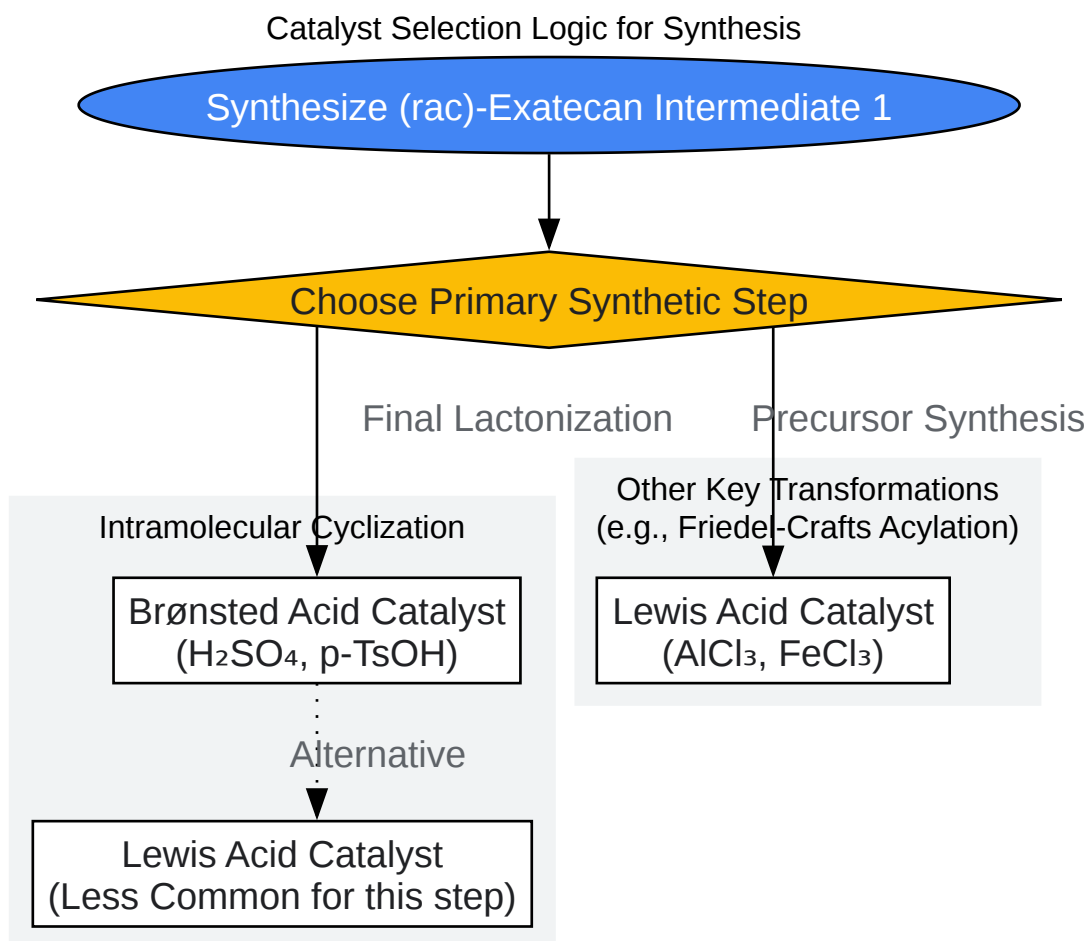 Catalyst Selection Logic for Synthesis
Synthesize (rac)-Exatecan Intermediate 1
Choose Primary Synthetic Step
Final Lactonization
Precursor Synthesis
Intramolecular Cyclization
Brønsted Acid Catalyst
(H₂SO₄, p-TsOH)
Alternative
Lewis Acid Catalyst
(Less Common for this step)
Other Key Transformations
(e.g., Friedel-Crafts Acylation)
Lewis Acid Catalyst
(AlCl₃, FeCl₃)